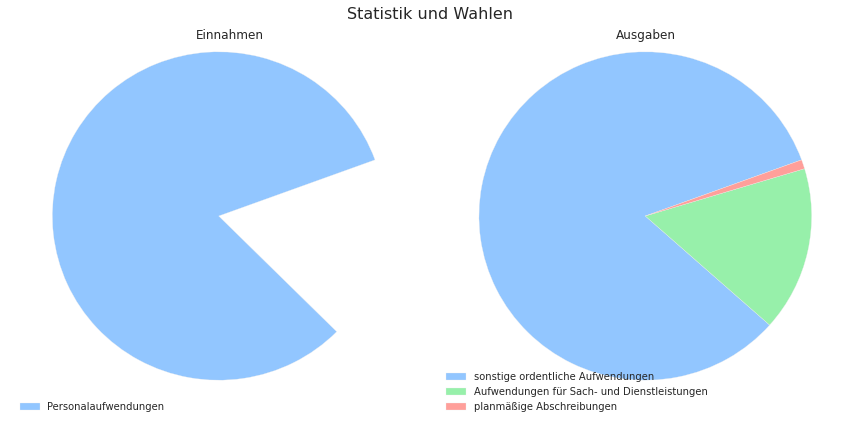 Statistik und Wahlen
Einnahmen
Personalaufwendungen
Ausgaben
sonstige ordentliche Aufwendungen
Aufwendungen für Sach- und Dienstleistungen
planmäßige Abschreibungen